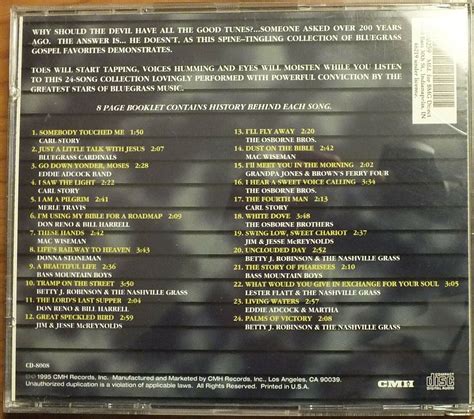 WHY SHOULD THE DEVIL HAVE ALL THE GOOD TUNES?...SOMEONE ASKED OVER 200 YEARS
AGO. THE ANSWER IS... HE DOESN'T, AS THIS SPINE-TINGLING COLLECTION OF BLUEGRASS
GOSPEL FAVORITES DEMONSTRATES.
TOES WILL START TAPPING, VOICES HUMMING AND EYES WILL MOISTEN WHILE YOU LISTEN
TO THIS 24-SONG COLLECTION LOVINGLY PERFORMED WITH POWERFUL CONVICTION BY THE
GREATEST STARS OF BLUEGRASS MUSIC.
8 PAGE BOOKLET CONTAINS HISTORY BEHIND EACH SONG.
1. SOMEBODY TOUCHED ME 1:50
CARL STORY
2. JUST A LITTLE TALK WITH JESUS 2:07
BLUEGRASS CARDINALS
3. GO DOWN YONDER, MOSES 2:28
EDDIE ADCOCK BAND
4. I SAW THE LIGHT 2:22
CARL STORY
5. I AM A PILGRIM 2:41
MERLE TRAVIS
6. I'M USING MY BIBLE FOR A ROADMAP 2:09
DON RENO & BILL HARRELL
7. THESE HANDS 2:42
MAC WISEMAN
8. LIFE'S RAILWAY TO HEAVEN 3:23
DONNA STONEMAN
9. A BEAUTIFUL LIFE 2:36
BASS MOUNTAIN BOYS
10. TRAMP ON THE STREET 3:50
BETTY J. ROBINSON & THE NASHVILLE GRASS
11. THE LORD'S LAST SUPPER 2:04
DON RENO & BILL HARRELL
12. GREAT SPECKLED BIRD 2:59
JIM & JESSE McREYNOLDS
13. I'LL FLY AWAY 2:20
THE OSBORNE BROS.
14. DUST ON THE BIBLE 2:40
MAC WISEMAN
15. I'LL MEET YOU IN THE MORNING 2:02
GRANDPA JONES & BROWN'S FERRY FOUR
16. I HEAR A SWEET VOICE CALLING 3:38
THE OSBORNE BROS.
17. THE FOURTH MAN 2:13
CARL STORY
18. WHITE DOVE 2:53
THE OSBORNE BROTHERS
19. SWING LOW, SWEET CHARIOT 2:37
JIM & JESSE McREYNOLDS
20. UNCLOUDED DAY 2:52
BETTY J. ROBINSON & THE NASHVILLE GRASS
21. THE STORY OF PHARISEES 2:01
BASS MOUNTAIN BOYS
22. WHAT WOULD YOU GIVE IN EXCHANGE FOR YOUR SOUL 3:05
LESTER FLATT & THE NASHVILLE GRASS
23. LIVING WATERS 2:57
EDDIE ADCOCK & MARTHA
24. PALMS OF VICTORY 2:08
BETTY J. ROBINSON & THE NASHVILLE GRASS
CD-8008
1995 CMH Records, Inc. Manufactured and Marketed by CMH Records, Inc., Los Angeles, CA 90039.
Unauthorized duplication is a violation of applicable laws. Printed in U.S.A.
CMH
COMPACT
disc
DIGITAL AUDIO